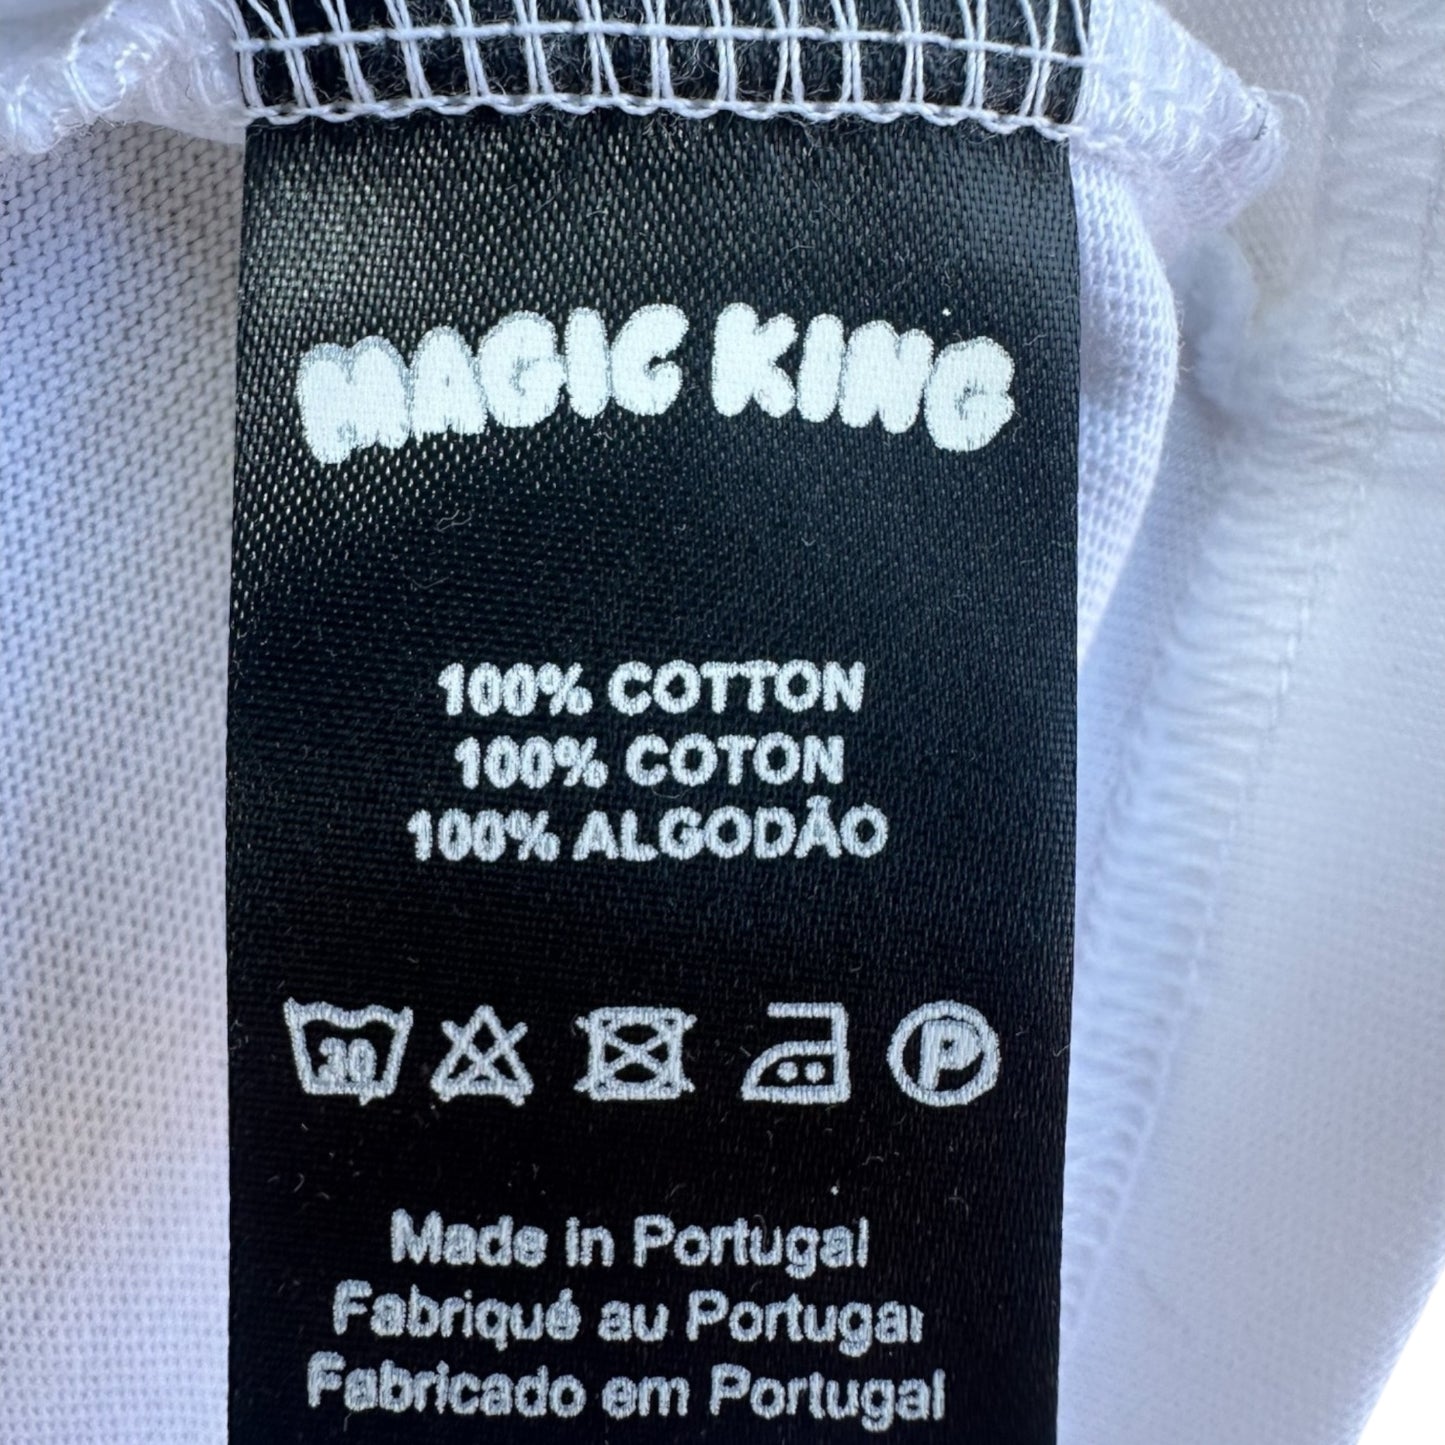 MAGIC KING
100% COTTON
100% COTON
100% ALGODÃO
30
P
Made in Portugal
Fabriqué au Portugal
Fabricado em Portugal